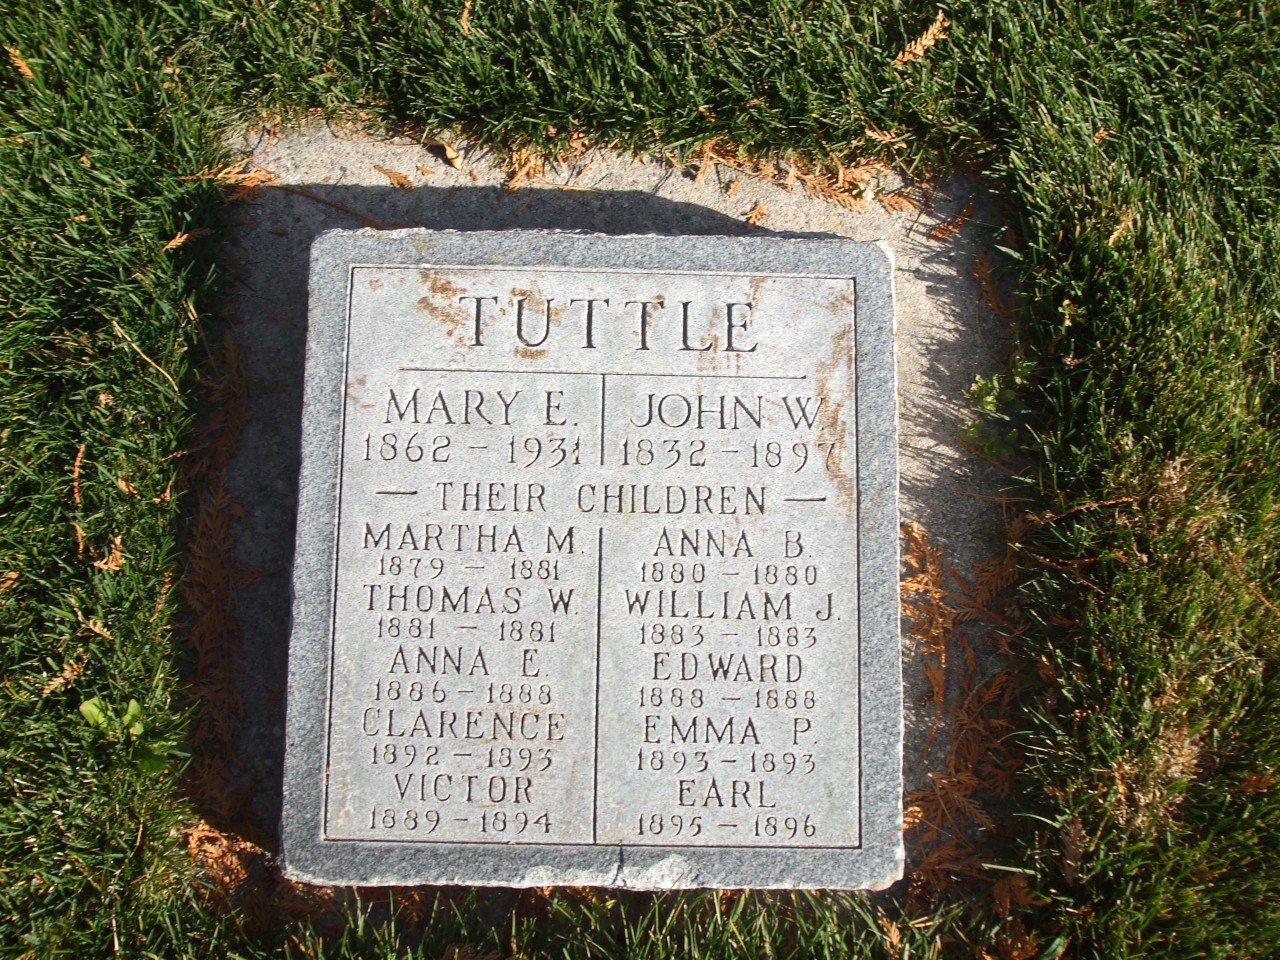 TUTTLE
MARY E. JOHN W.
1862 - 1931 1832 - 1897
— THEIR CHILDREN —
MARTHA M. ANNA B.
1879 - 1881 1880 - 1880
THOMAS W. WILLIAM J.
1881 - 1881 1883 - 1883
ANNA E. EDWARD
1886 - 1888 1888 - 1888
CLARENCE EMMA P.
1892 - 1893 1893 - 1893
VICTOR EARL
1889 - 1894 1895 - 1896